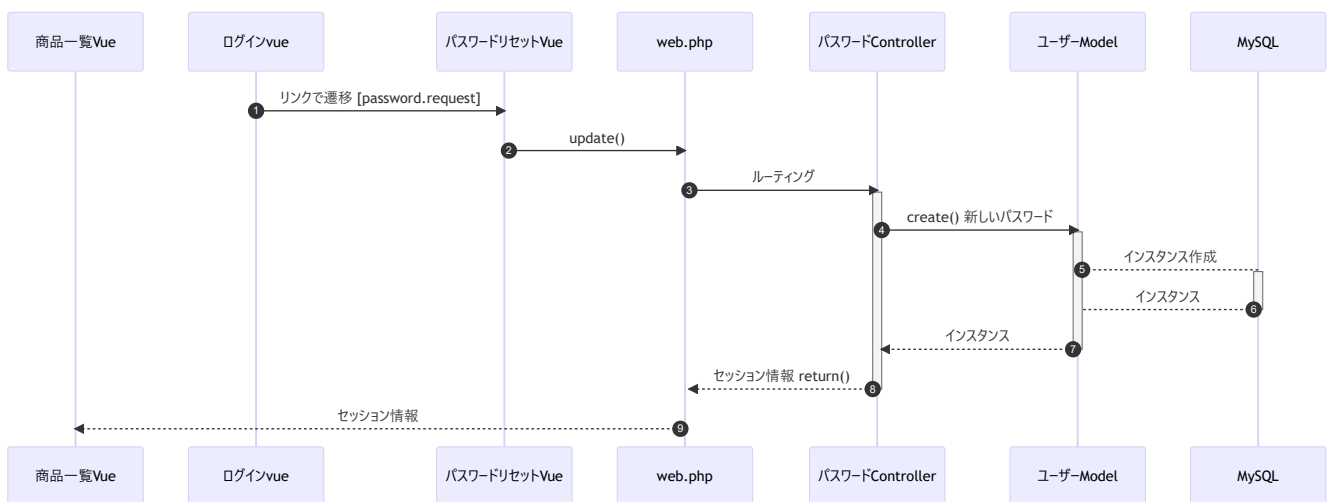 商品一覧Vue
ログインvue
パスワードリセットVue
web.php
パスワードController
ユーザーModel
MySQL
1 リンクで遷移 [password.request]
2 update()
3 ルーティング
4 create() 新しいパスワード
5 インスタンス作成
6 インスタンス
7 インスタンス
8 セッション情報 return()
9 セッション情報
商品一覧Vue
ログインvue
パスワードリセットVue
web.php
パスワードController
ユーザーModel
MySQL